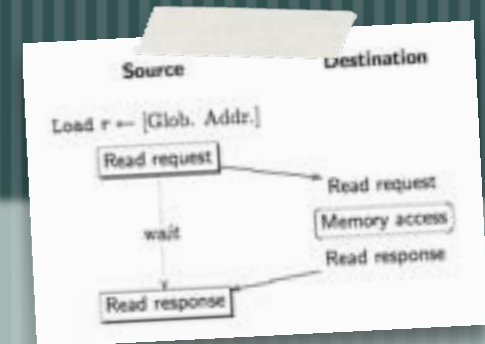 Source
Destination
Load r ← [Glob. Addr.]
Read request
Read request
Memory access
wait
Read response
Read response